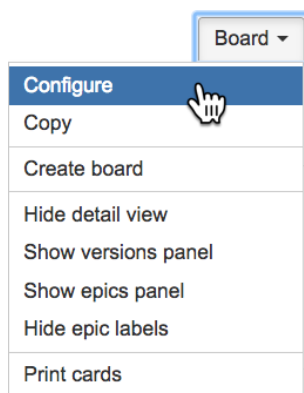 Board
Configure
Copy
Create board
Hide detail view
Show versions panel
Show epics panel
Hide epic labels
Print cards